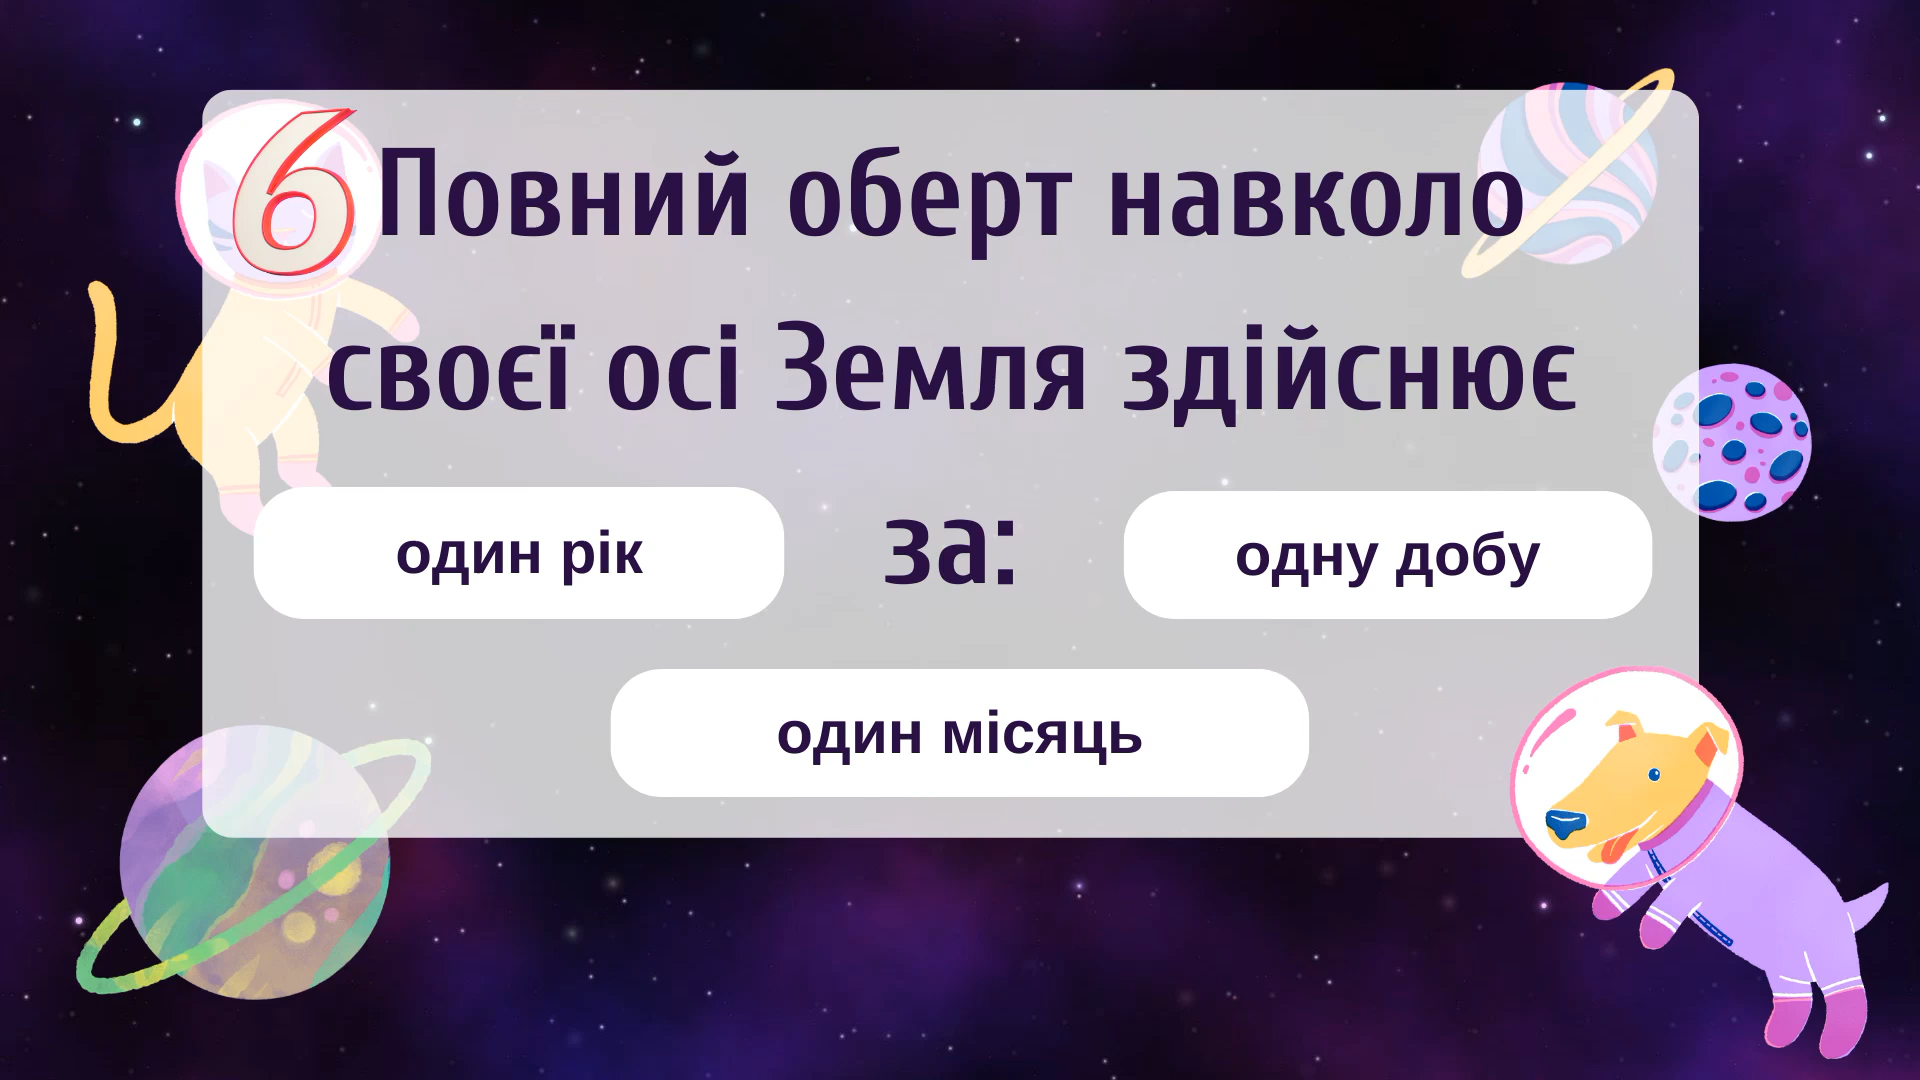 6 Повний оберт навколо
своєї осі Земля здійснює
за:
один рік
одну добу
один місяць